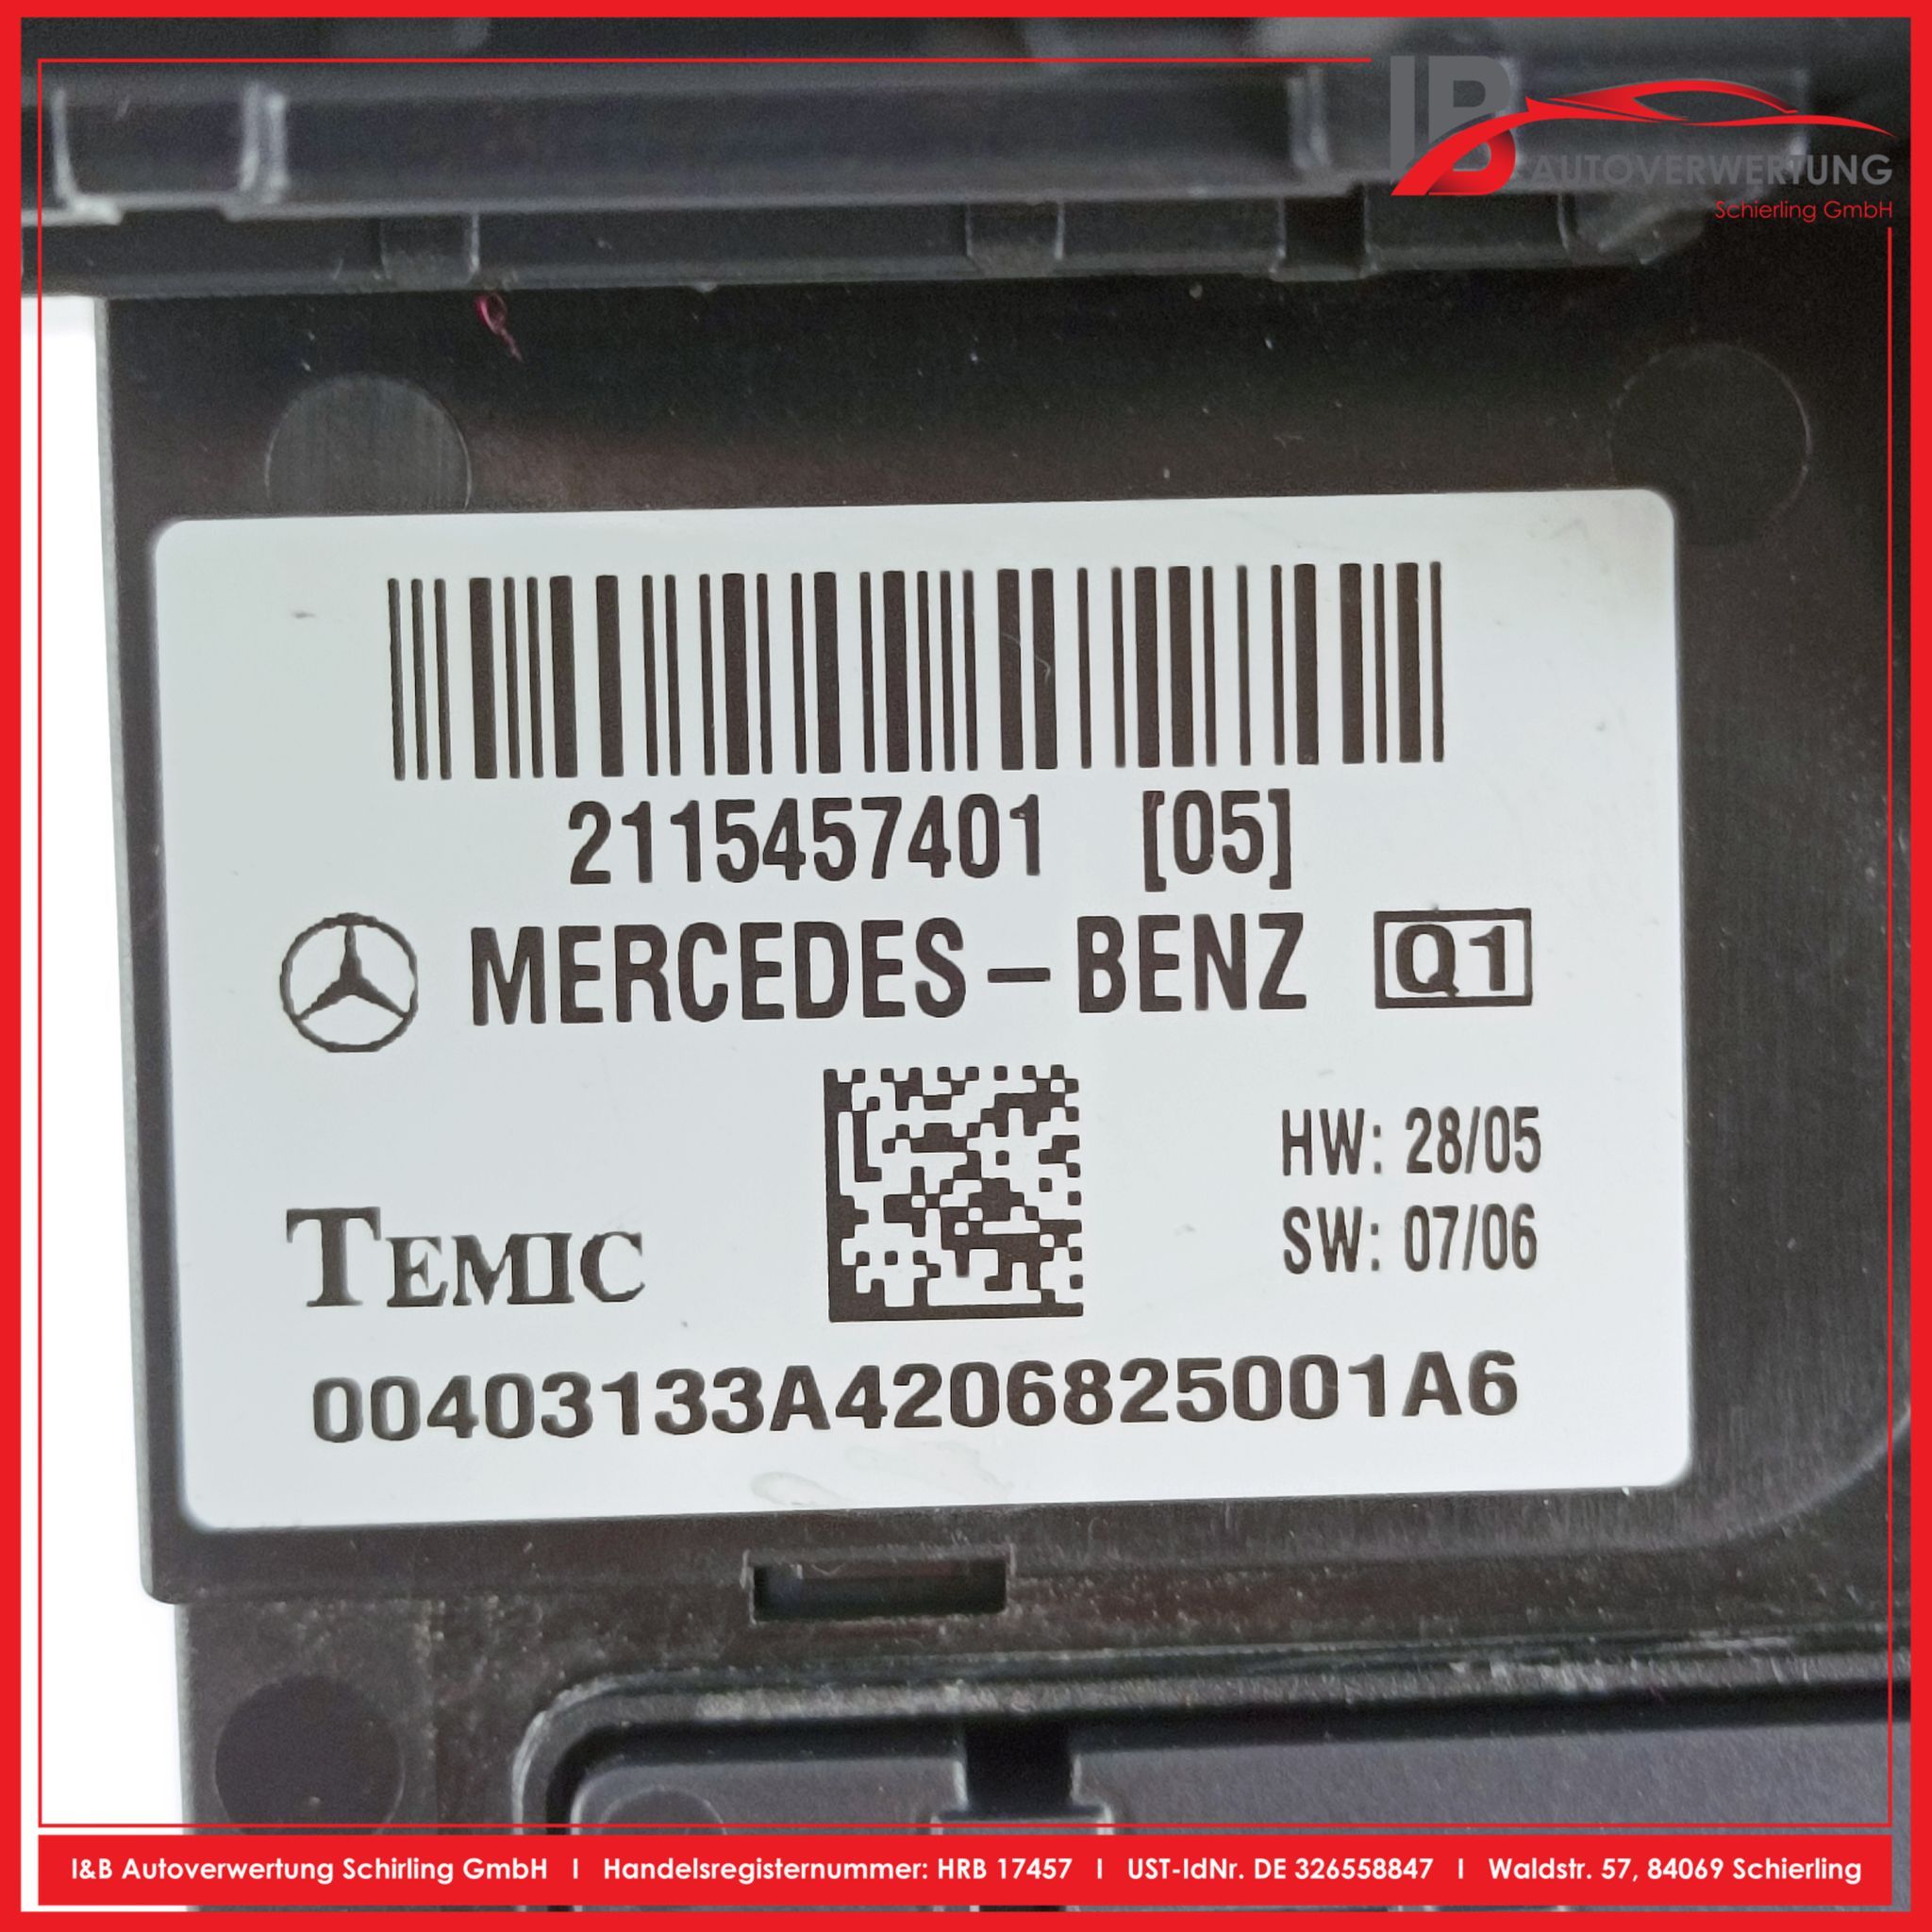 IB
AUTOVERWERTUNG
Schierling GmbH
2115457401 [05]
MERCEDES-BENZ Q1
HW: 28/05
SW: 07/06
TEMIC
00403133A4206825001A6
I&B Autoverwertung Schirling GmbH I Handelsregisternummer: HRB 17457 I UST-IdNr. DE 326558847 I Waldstr. 57, 84069 Schierling